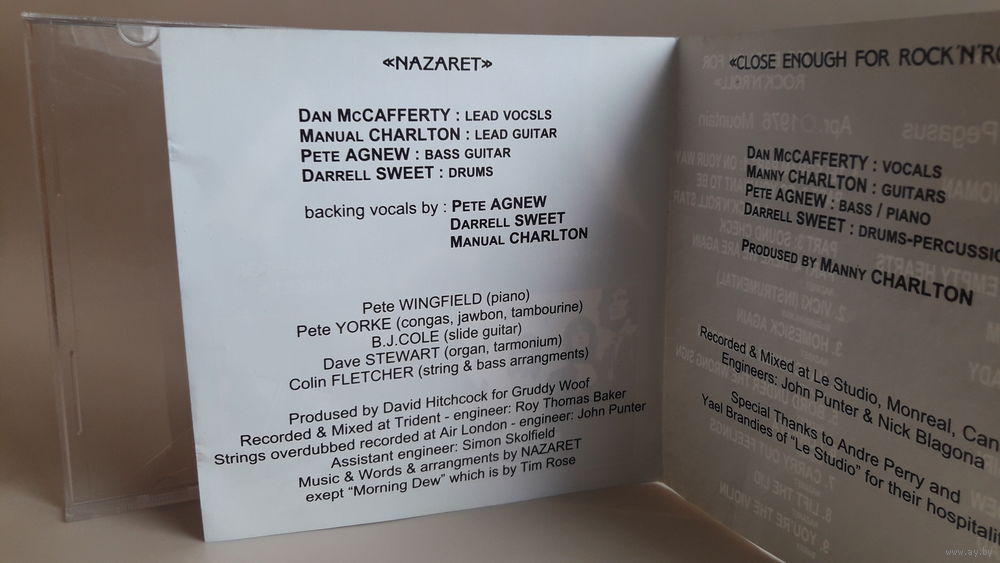 «NAZARET»
DAN MCCAFFERTY : LEAD VOCSLS
MANUAL CHARLTON : LEAD GUITAR
PETE AGNEW : BASS GUITAR
DARRELL SWEET : DRUMS
backing vocals by : PETE AGNEW
DARRELL SWEET
MANUAL CHARLTON
Pete WINGFIELD (piano)
Pete YORKE (congas, jawbon, tambourine)
B.J.COLE (slide guitar)
Dave STEWART (organ, tarmonium)
Colin FLETCHER (string & bass arrangments)
Prodused by David Hitchcock for Gruddy Woof
Recorded & Mixed at Trident - engineer: Roy Thomas Baker
Strings overdubbed recorded at Air London - engineer: John Punter
Assistant engineer: Simon Skolfield
Music & Words & arrangments by NAZARET
exept "Morning Dew" which is by Tim Rose
«CLOSE ENOUGH FOR ROCK'N'RO
DAN MCCAFFERTY : VOCALS
MANNY CHARLTON : GUITARS
PETE AGNEW : BASS / PIANO
DARRELL SWEET : DRUMS-PERCUSSIO
PRODUSED BY MANNY CHARLTON
Recorded & Mixed at Le Studio, Monreal, Can
Engineers: John Punter & Nick Blagona
Special Thanks to Andre Perry and
Yael Brandies of "Le Studio" for their hospitalit
www.ay.by